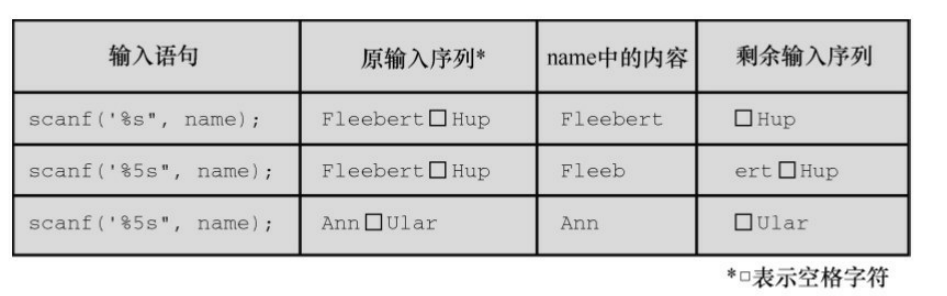 输入语句 原输入序列* name中的内容 剩余输入序列
scanf('%s", name); Fleebert□Hup Fleebert □Hup
scanf('%5s", name); Fleebert□Hup Fleeb ert□Hup
scanf('%5s", name); Ann□Ular Ann □Ular
*□表示空格字符